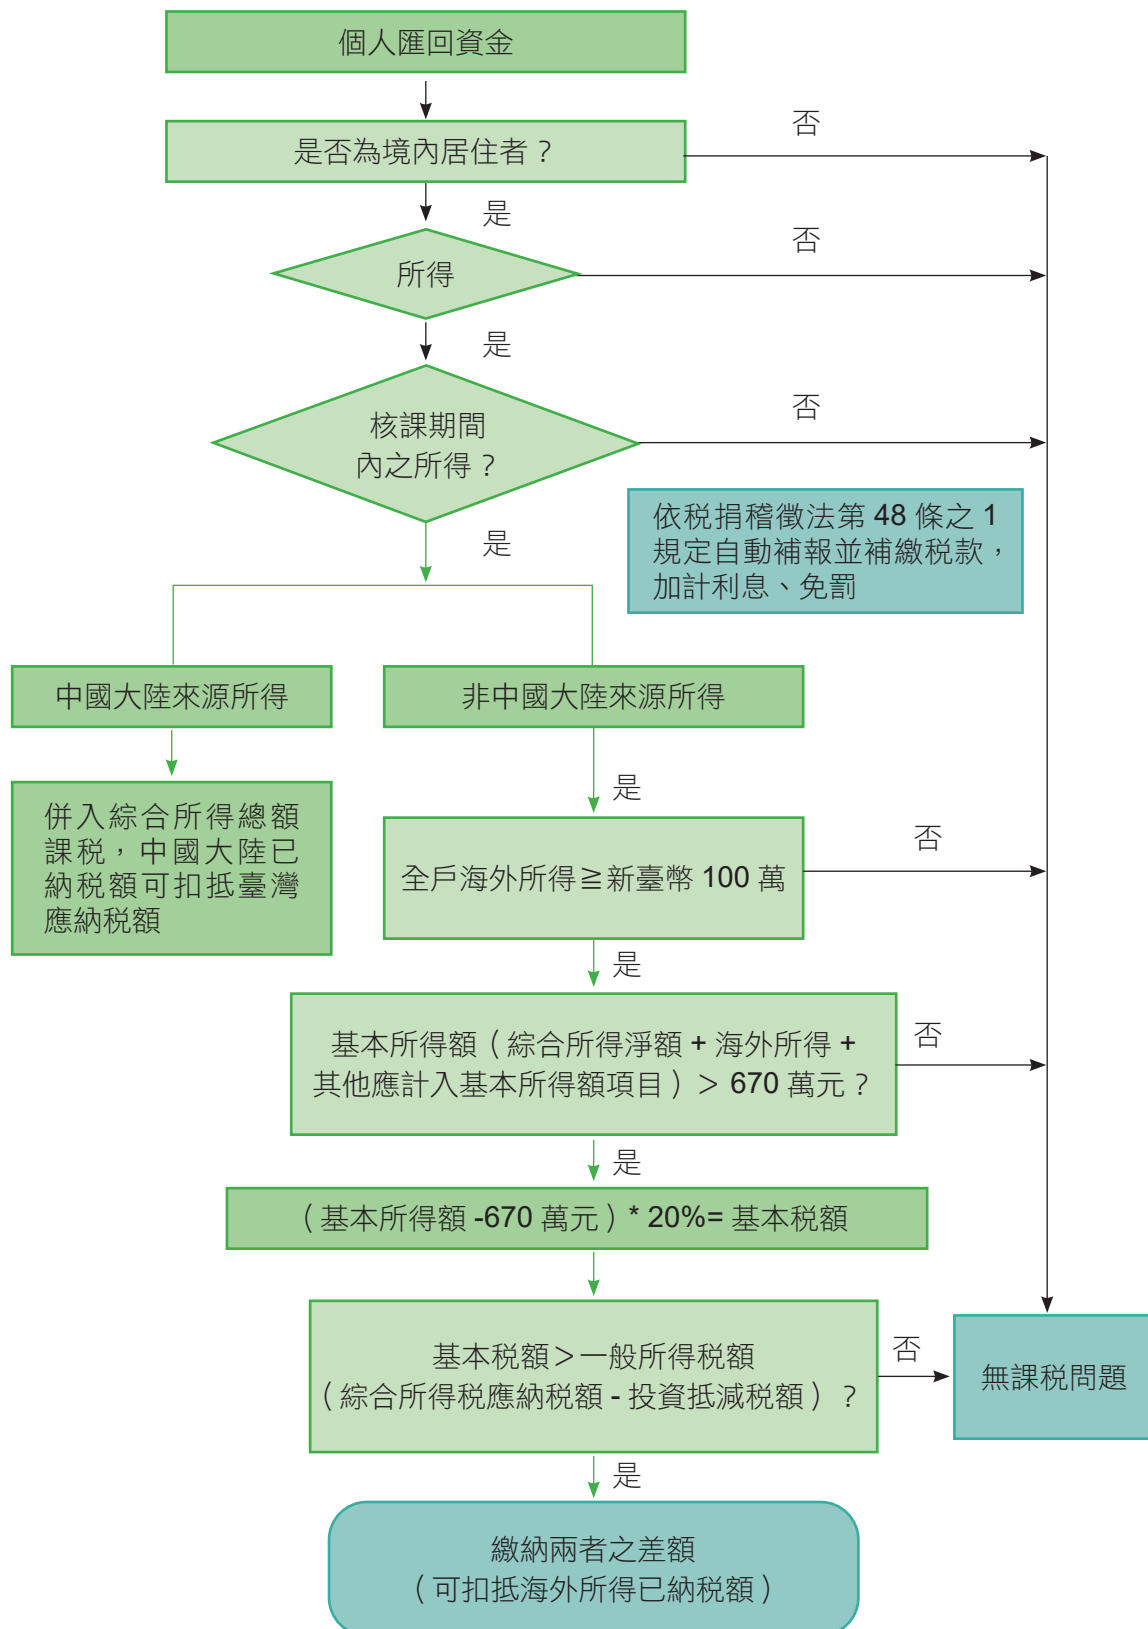 個人匯回資金
是否為境內居住者？
否
是
所得
否
是
核課期間
內之所得？
否
是
依稅捐稽徵法第 48 條之 1
規定自動補報並補繳稅款，
加計利息、免罰
中國大陸來源所得
非中國大陸來源所得
併入綜合所得總額
課稅，中國大陸已
納稅額可扣抵臺灣
應納稅額
是
全戶海外所得≧新臺幣 100 萬
否
是
基本所得額（綜合所得淨額 + 海外所得 +
其他應計入基本所得額項目）＞ 670 萬元？
否
是
（基本所得額 -670 萬元）* 20%= 基本稅額
基本稅額＞一般所得稅額
（綜合所得稅應納稅額 - 投資抵減稅額）？
否
無課稅問題
是
繳納兩者之差額
（可扣抵海外所得已納稅額）